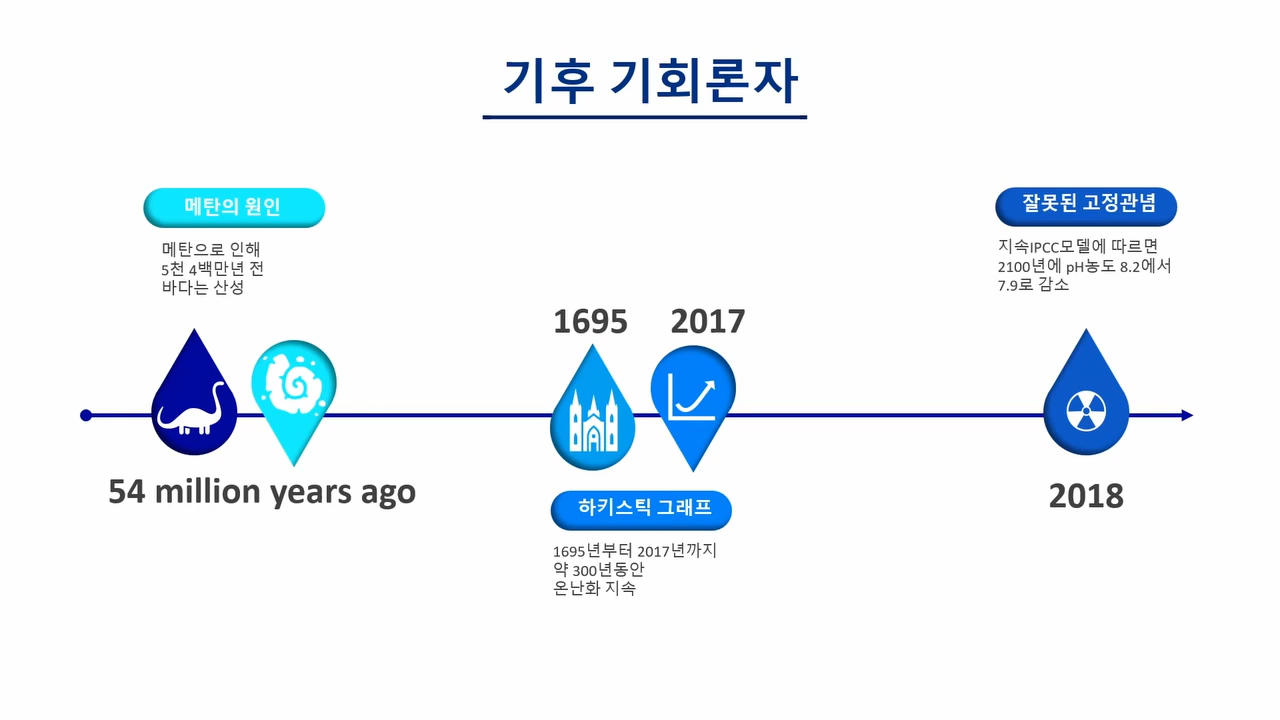 기후 기회론자
메탄의 원인
메탄으로 인해
5천 4백만년 전
바다는 산성
54 million years ago
1695
2017
하키스틱 그래프
1695년부터 2017년까지
약 300년동안
온난화 지속
잘못된 고정관념
지속IPCC모델에 따르면
2100년에 pH농도 8.2에서
7.9로 감소
2018